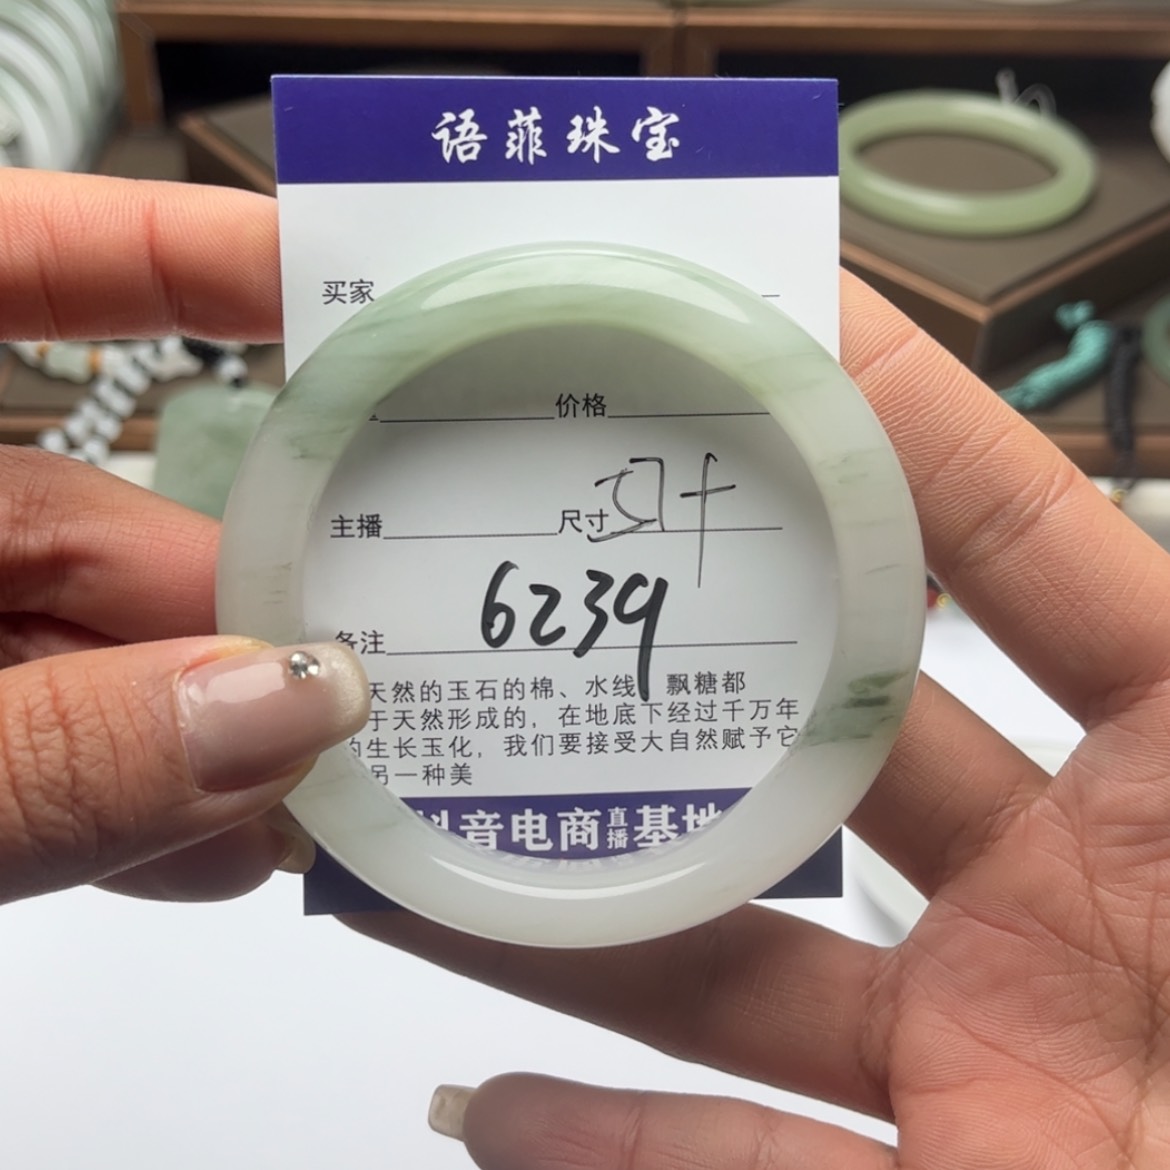 语菲珠宝
买家
价格
主播 尺寸 57+
6239
备注
天然的玉石的棉、水线 飘糖都
于天然形成的，在地底下经过千万年
的生长玉化，我们要接受大自然赋予它
另一种美
抖音电商直播基地